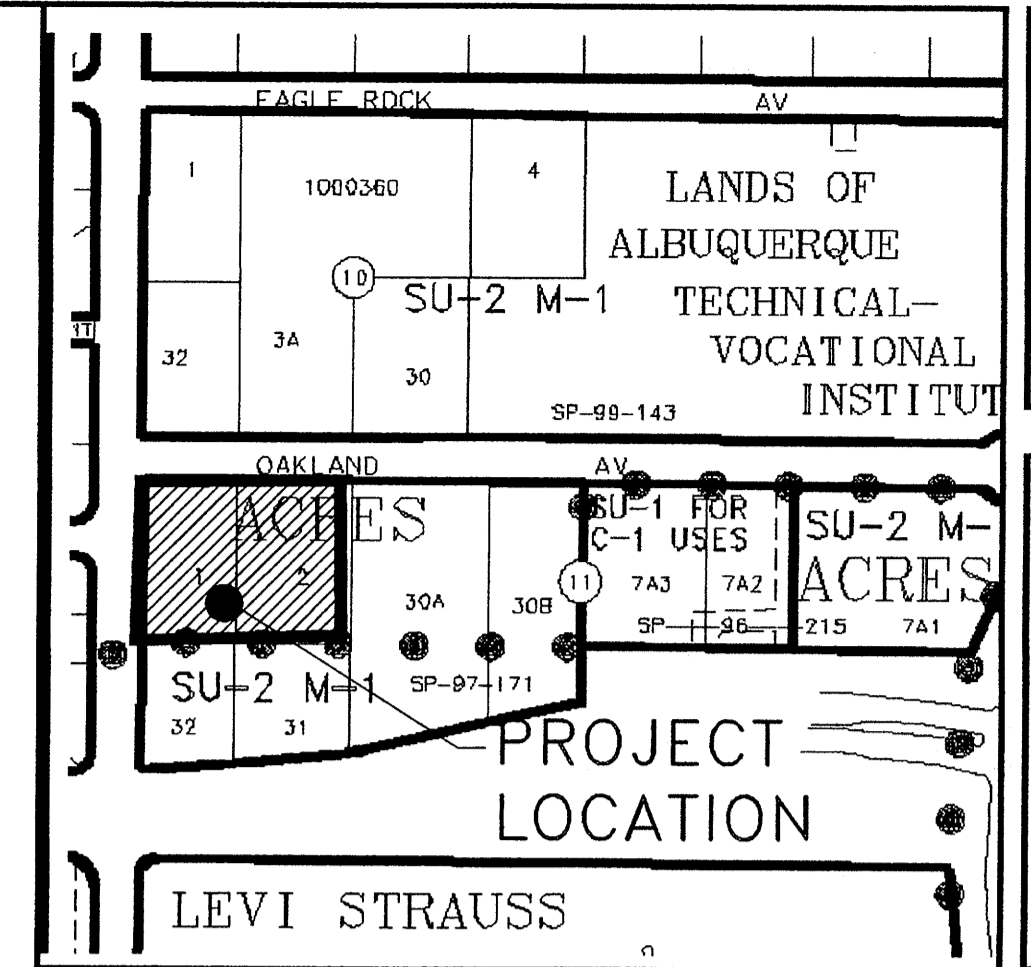 EAGLE ROCK AV
1
1000360
4
LANDS OF
ALBUQUERQUE
TECHNICAL-
VOCATIONAL
INSTITUT
10
SU-2 M-1
32
3A
30
SP-99-143
OAKLAND AV
ACRES
SU-1 FOR
C-1 USES
SU-2 M-
ACRES
1
2
30A
30B
11
7A3
7A2
SP-96-215
7A1
SU-2 M-1
SP-97-171
32
31
PROJECT
LOCATION
LEVI STRAUSS